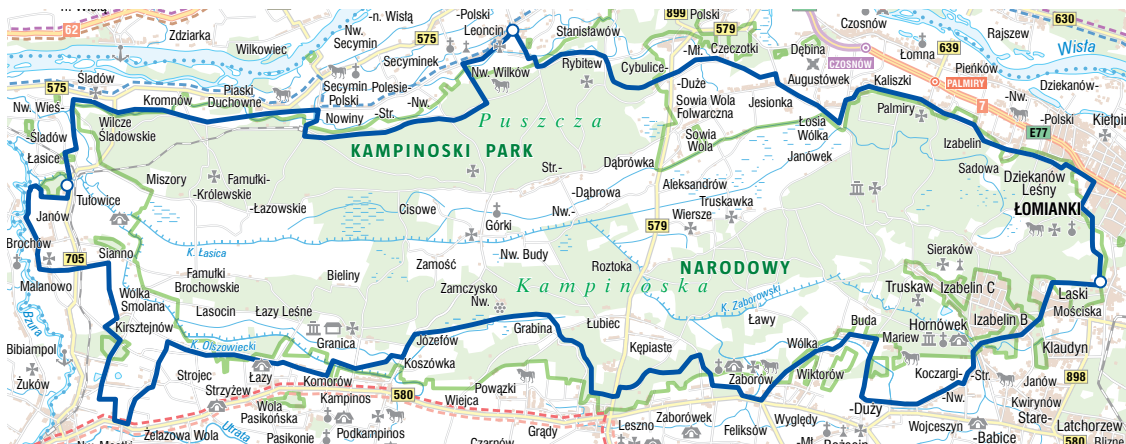 n. Wisłą
62
Zdziarka
Wilkowiec
-n. Wisłą
Nw.
Secymin
575
Secyminek
-Polski
Leoncin
Stanisławów
899
Polski
579
-Mł.
Czeczotki
Czosnów
Dębina
CZOSNÓW
Łomna
639
Rajszew
630
Wisła
Pieńków
PALMIRY
7
Dziekanów-
-Nw.
-Polski
E77
Kiełpin
575
Śladów
Nw. Wieś-
-Śladów
Kromnów
Piaski
Duchowne
Wilcze
Śladowskie
Secymin
Polski
Polesie-
-Nw.
-Str.
Nowiny
Nw. Wilków
Rybitew
Cybulice-
-Duże
Augustówek
Kaliszki
Sowia Wola
Folwarczna
Jesionka
Palmiry
Puszcza
Sowia
Wola
Łosia
Wólka
Izabelin
Łasice
KAMPINOSKI PARK
Janówek
Sadowa
Dziekanów
Leśny
ŁOMIANKI
Miszory
Famułki-
-Królewskie
-Łazowskie
Str.-
Dąbrówka
-Dąbrowa
Aleksandrów
Truskawka
Tułowice
Janów
Cisowe
Nw.-
Górki
579
Wiersze
Brochów
705
Sianno
K. Łasica
Nw. Budy
Sieraków
Malanowo
Famułki
Brochowskie
Bieliny
Zamość
Roztoka
NARODOWY
Truskaw
Izabelin C
Laski
Mościska
Wólka
Smolana
Zamczysko
Nw.
Kampinoska
K. Zaborowski
Bzura
Lasocin
Łazy Leśne
Kirsztejnów
Granica
Grabina
Łubiec
Ławy
Hornówek
Izabelin B
Buda
Mariew
Klaudyn
Bibiampol
K. Olszowiecki
Józefów
Koszówka
Kępiaste
Wólka
Strojec
Łazy
Komorów
Zaborów
Wiktorów
Koczargi-
-Str.
Janów
898
Żuków
Strzyżew
Kampinos
580
Powązki
Wiejca
-Nw.
Kwirynów
Stare-
Wola
Pasikońska
Zaborówek
Wyględy
-Duży
Wojceszyn
Latchorzew
Żelazowa Wola
Utrata
Pasikonie
Podkampinos
Grądy
Leszno
Feliksów
-Babice
580